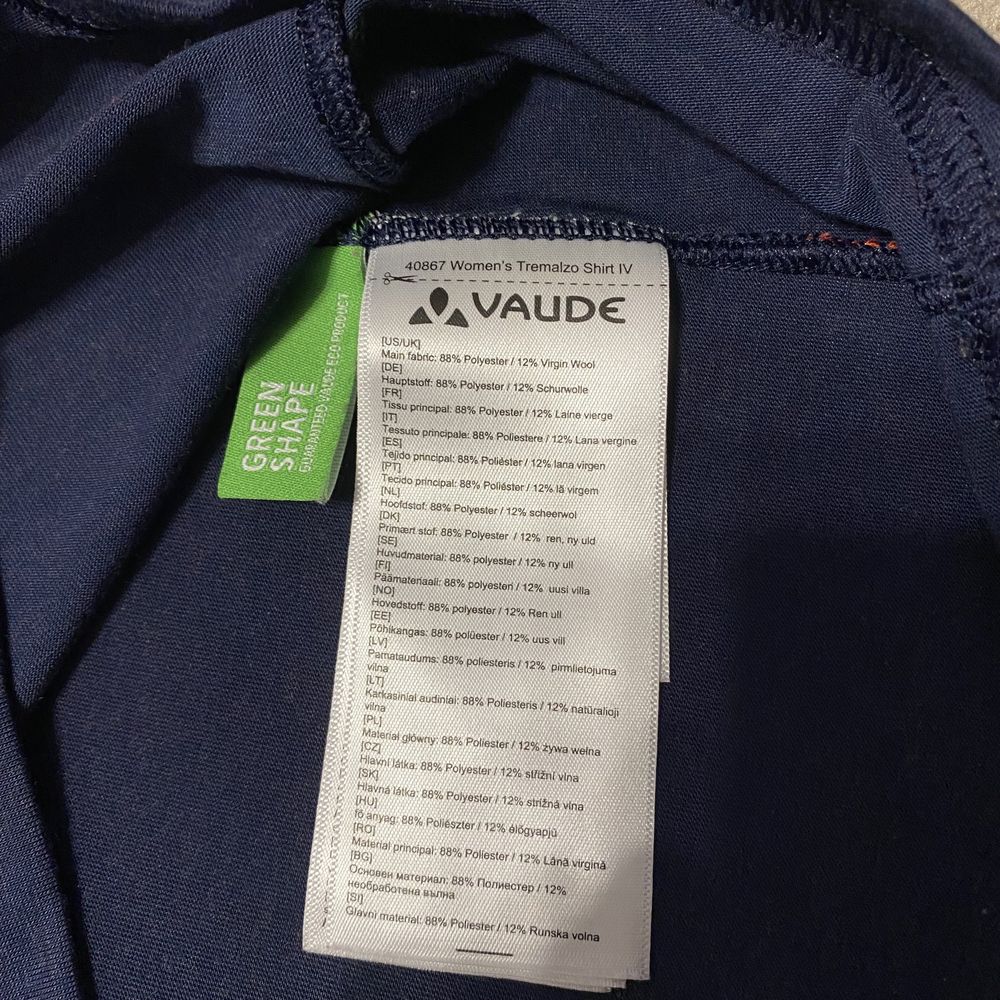 40867 Women's Tremalzo Shirt IV
VAUDE
[US/UK]
Main fabric: 88% Polyester / 12% Virgin Wool
[DE]
Hauptstoff: 88% Polyester / 12% Schurwolle
[FR]
Tissu principal: 88% Polyester / 12% Laine vierge
[IT]
Tessuto principale: 88% Poliestere / 12% Lana vergine
[ES]
Tejido principal: 88% Poliéster / 12% lana virgen
[PT]
Tecido principal: 88% Poliéster / 12% lã virgem
[NL]
Hoofdstof: 88% Polyester / 12% scheerwol
[DK]
Primært stof: 88% Polyester / 12% ren, ny uld
[SE]
Huvudmaterial: 88% polyester / 12% ny ull
[FI]
Päämateriaali: 88% polyesteri / 12% uusi villa
[NO]
Hovedstoff: 88% polyester / 12% Ren ull
[EE]
Põhikangas: 88% polüester / 12% uus vill
[LV]
Pamataudums: 88% poliesteris / 12% pirmlietojuma
vilna
[LT]
Karkasiniai audiniai: 88% Poliesteris / 12% natūralioji
vilna
[PL]
Materiał główny: 88% Poliester / 12% żywa wełna
[CZ]
Hlavní látka: 88% Polyester / 12% střižní vlna
[SK]
Hlavná látka: 88% Polyester / 12% strižná vlna
[HU]
fő anyag: 88% Poliészter / 12% élőgyapjú
[RO]
Material principal: 88% Poliester / 12% Lână virgină
[BG]
Основен материал: 88% Полиестер / 12%
необработена вълна
[SI]
Glavni material: 88% Poliester / 12% Runska volna
GREEN
SHAPE
GUARANTEED VAUDE ECO PRODUCT